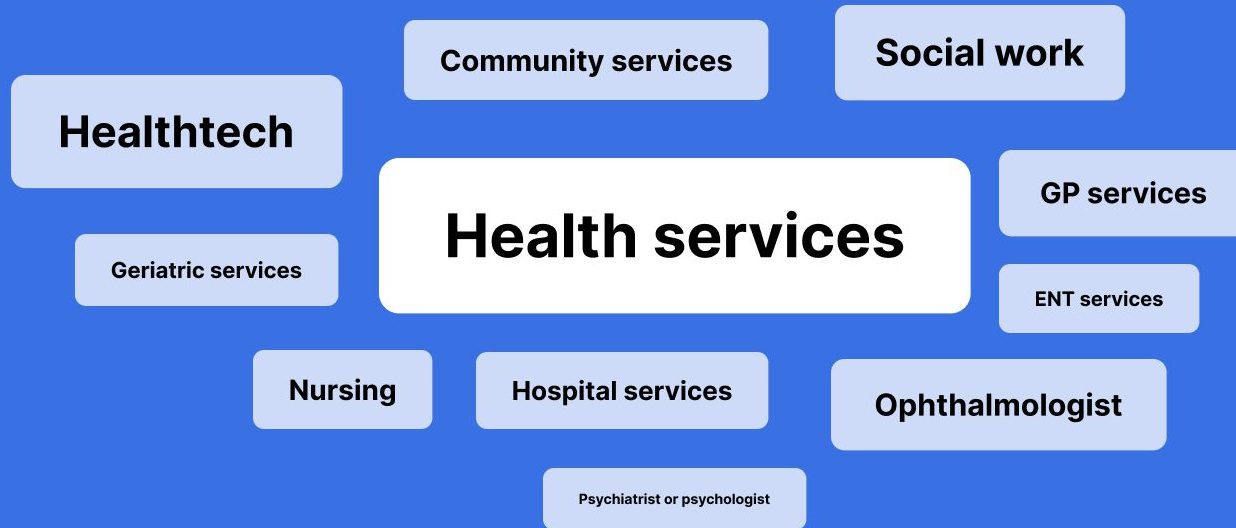 Community services
Social work
Healthtech
GP services
Health services
Geriatric services
ENT services
Nursing
Hospital services
Ophthalmologist
Psychiatrist or psychologist